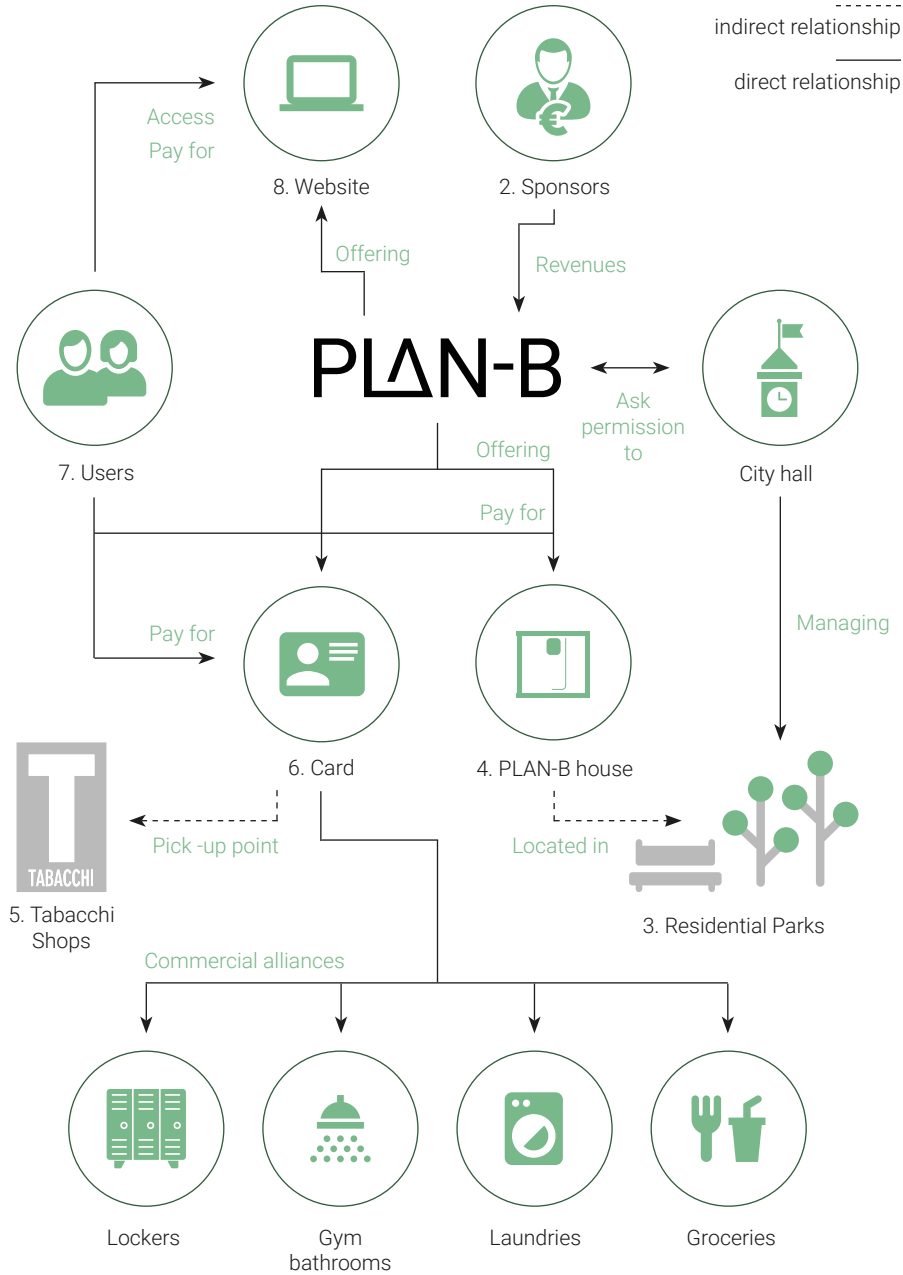 indirect relationship
direct relationship
Access
Pay for
8. Website
2. Sponsors
Offering
Revenues
PLAN-B
Ask
permission
to
7. Users
City hall
Offering
Pay for
Pay for
Managing
6. Card
4. PLAN-B house
TABACCHI
Pick -up point
Located in
5. Tabacchi
Shops
3. Residential Parks
Commercial alliances
Lockers
Gym
bathrooms
Laundries
Groceries